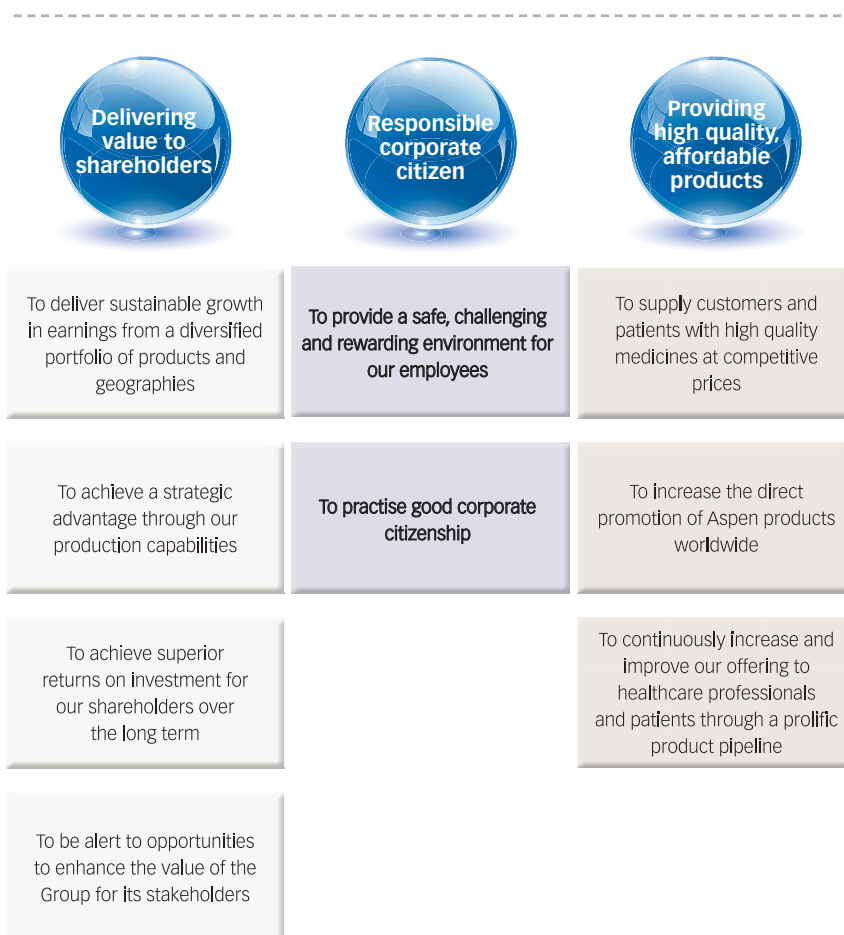 Delivering
value to
shareholders
Responsible
corporate
citizen
Providing
high quality,
affordable
products
To deliver sustainable growth
in earnings from a diversified
portfolio of products and
geographies
To provide a safe, challenging
and rewarding environment for
our employees
To supply customers and
patients with high quality
medicines at competitive
prices
To achieve a strategic
advantage through our
production capabilities
To practise good corporate
citizenship
To increase the direct
promotion of Aspen products
worldwide
To achieve superior
returns on investment for
our shareholders over
the long term
To continuously increase and
improve our offering to
healthcare professionals
and patients through a prolific
product pipeline
To be alert to opportunities
to enhance the value of the
Group for its stakeholders